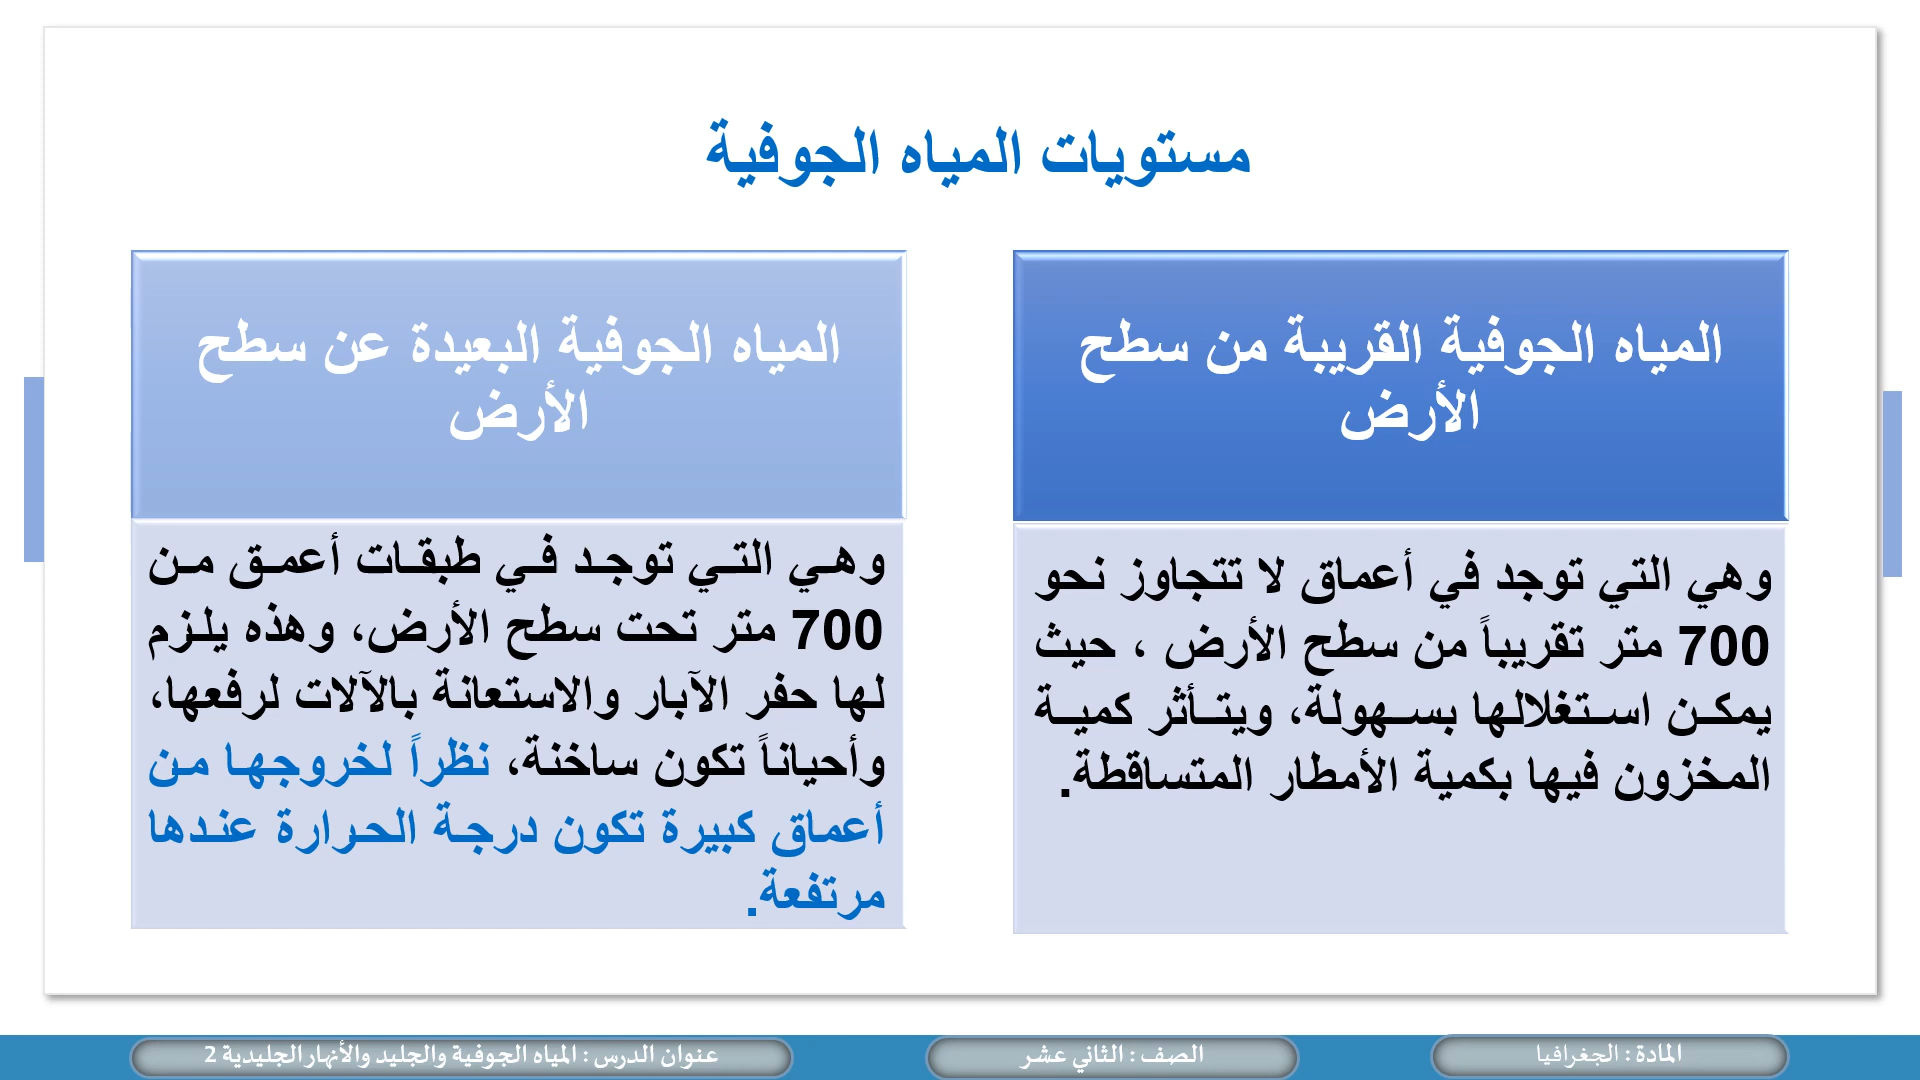 مستويات المياه الجوفية
المياه الجوفية القريبة من سطح
الأرض
وهي التي توجد في أعماق لا تتجاوز نحو
700 متر تقريباً من سطح الأرض ، حيث
يمكن استغلالها بسهولة، ويتأثر كمية
المخزون فيها بكمية الأمطار المتساقطة.
المياه الجوفية البعيدة عن سطح
الأرض
وهي التي توجد في طبقات أعمق من
700 متر تحت سطح الأرض، وهذه يلزم
لها حفر الآبار والاستعانة بالآلات لرفعها،
وأحياناً تكون ساخنة، نظراً لخروجها من
أعماق كبيرة تكون درجة الحرارة عندها
مرتفعة.
المادة : الجغرافيا
الصف : الثاني عشر
عنوان الدرس : المياه الجوفية والجليد والأنهار الجليدية 2